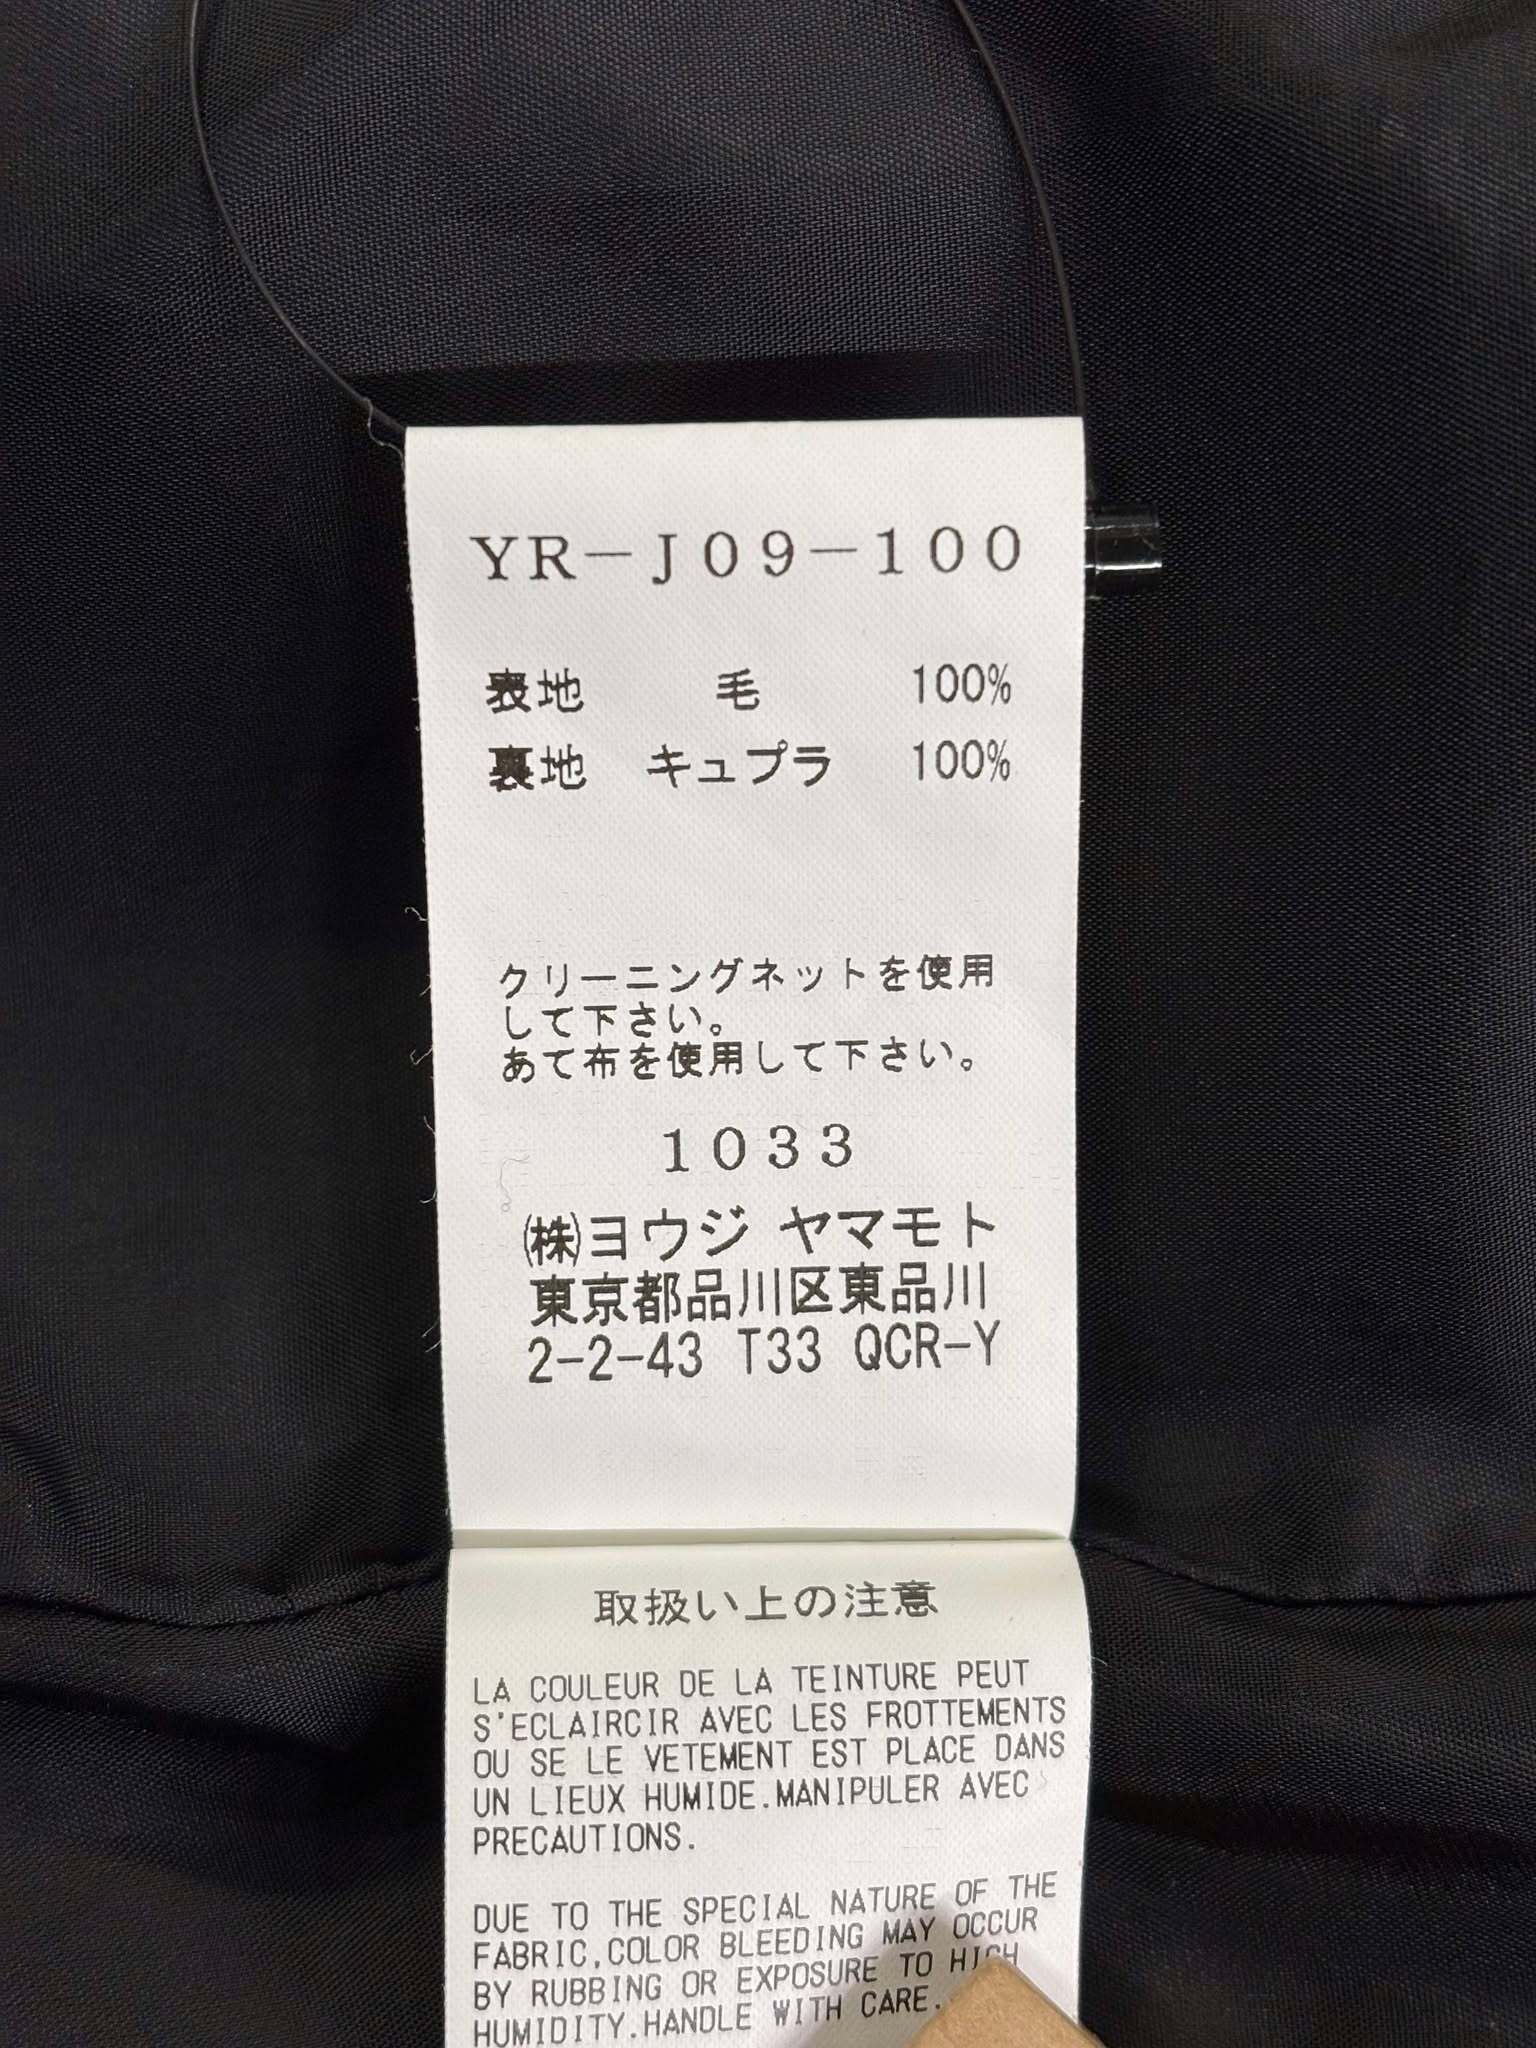 YR-J09-100
表地 毛 100%
裏地 キュプラ 100%
クリーニングネットを使用
して下さい。
あて布を使用して下さい。
1033
(株)ヨウジ ヤマモト
東京都品川区東品川
2-2-43 T33 QCR-Y
取扱い上の注意
LA COULEUR DE LA TEINTURE PEUT
S'ECLAIRCIR AVEC LES FROTTEMENTS
OU SE LE VETEMENT EST PLACE DANS
UN LIEUX HUMIDE.MANIPULER AVEC
PRECAUTIONS.
DUE TO THE SPECIAL NATURE OF THE
FABRIC,COLOR BLEEDING MAY OCCUR
BY RUBBING OR EXPOSURE TO HIGH
HUMIDITY.HANDLE WITH CARE.